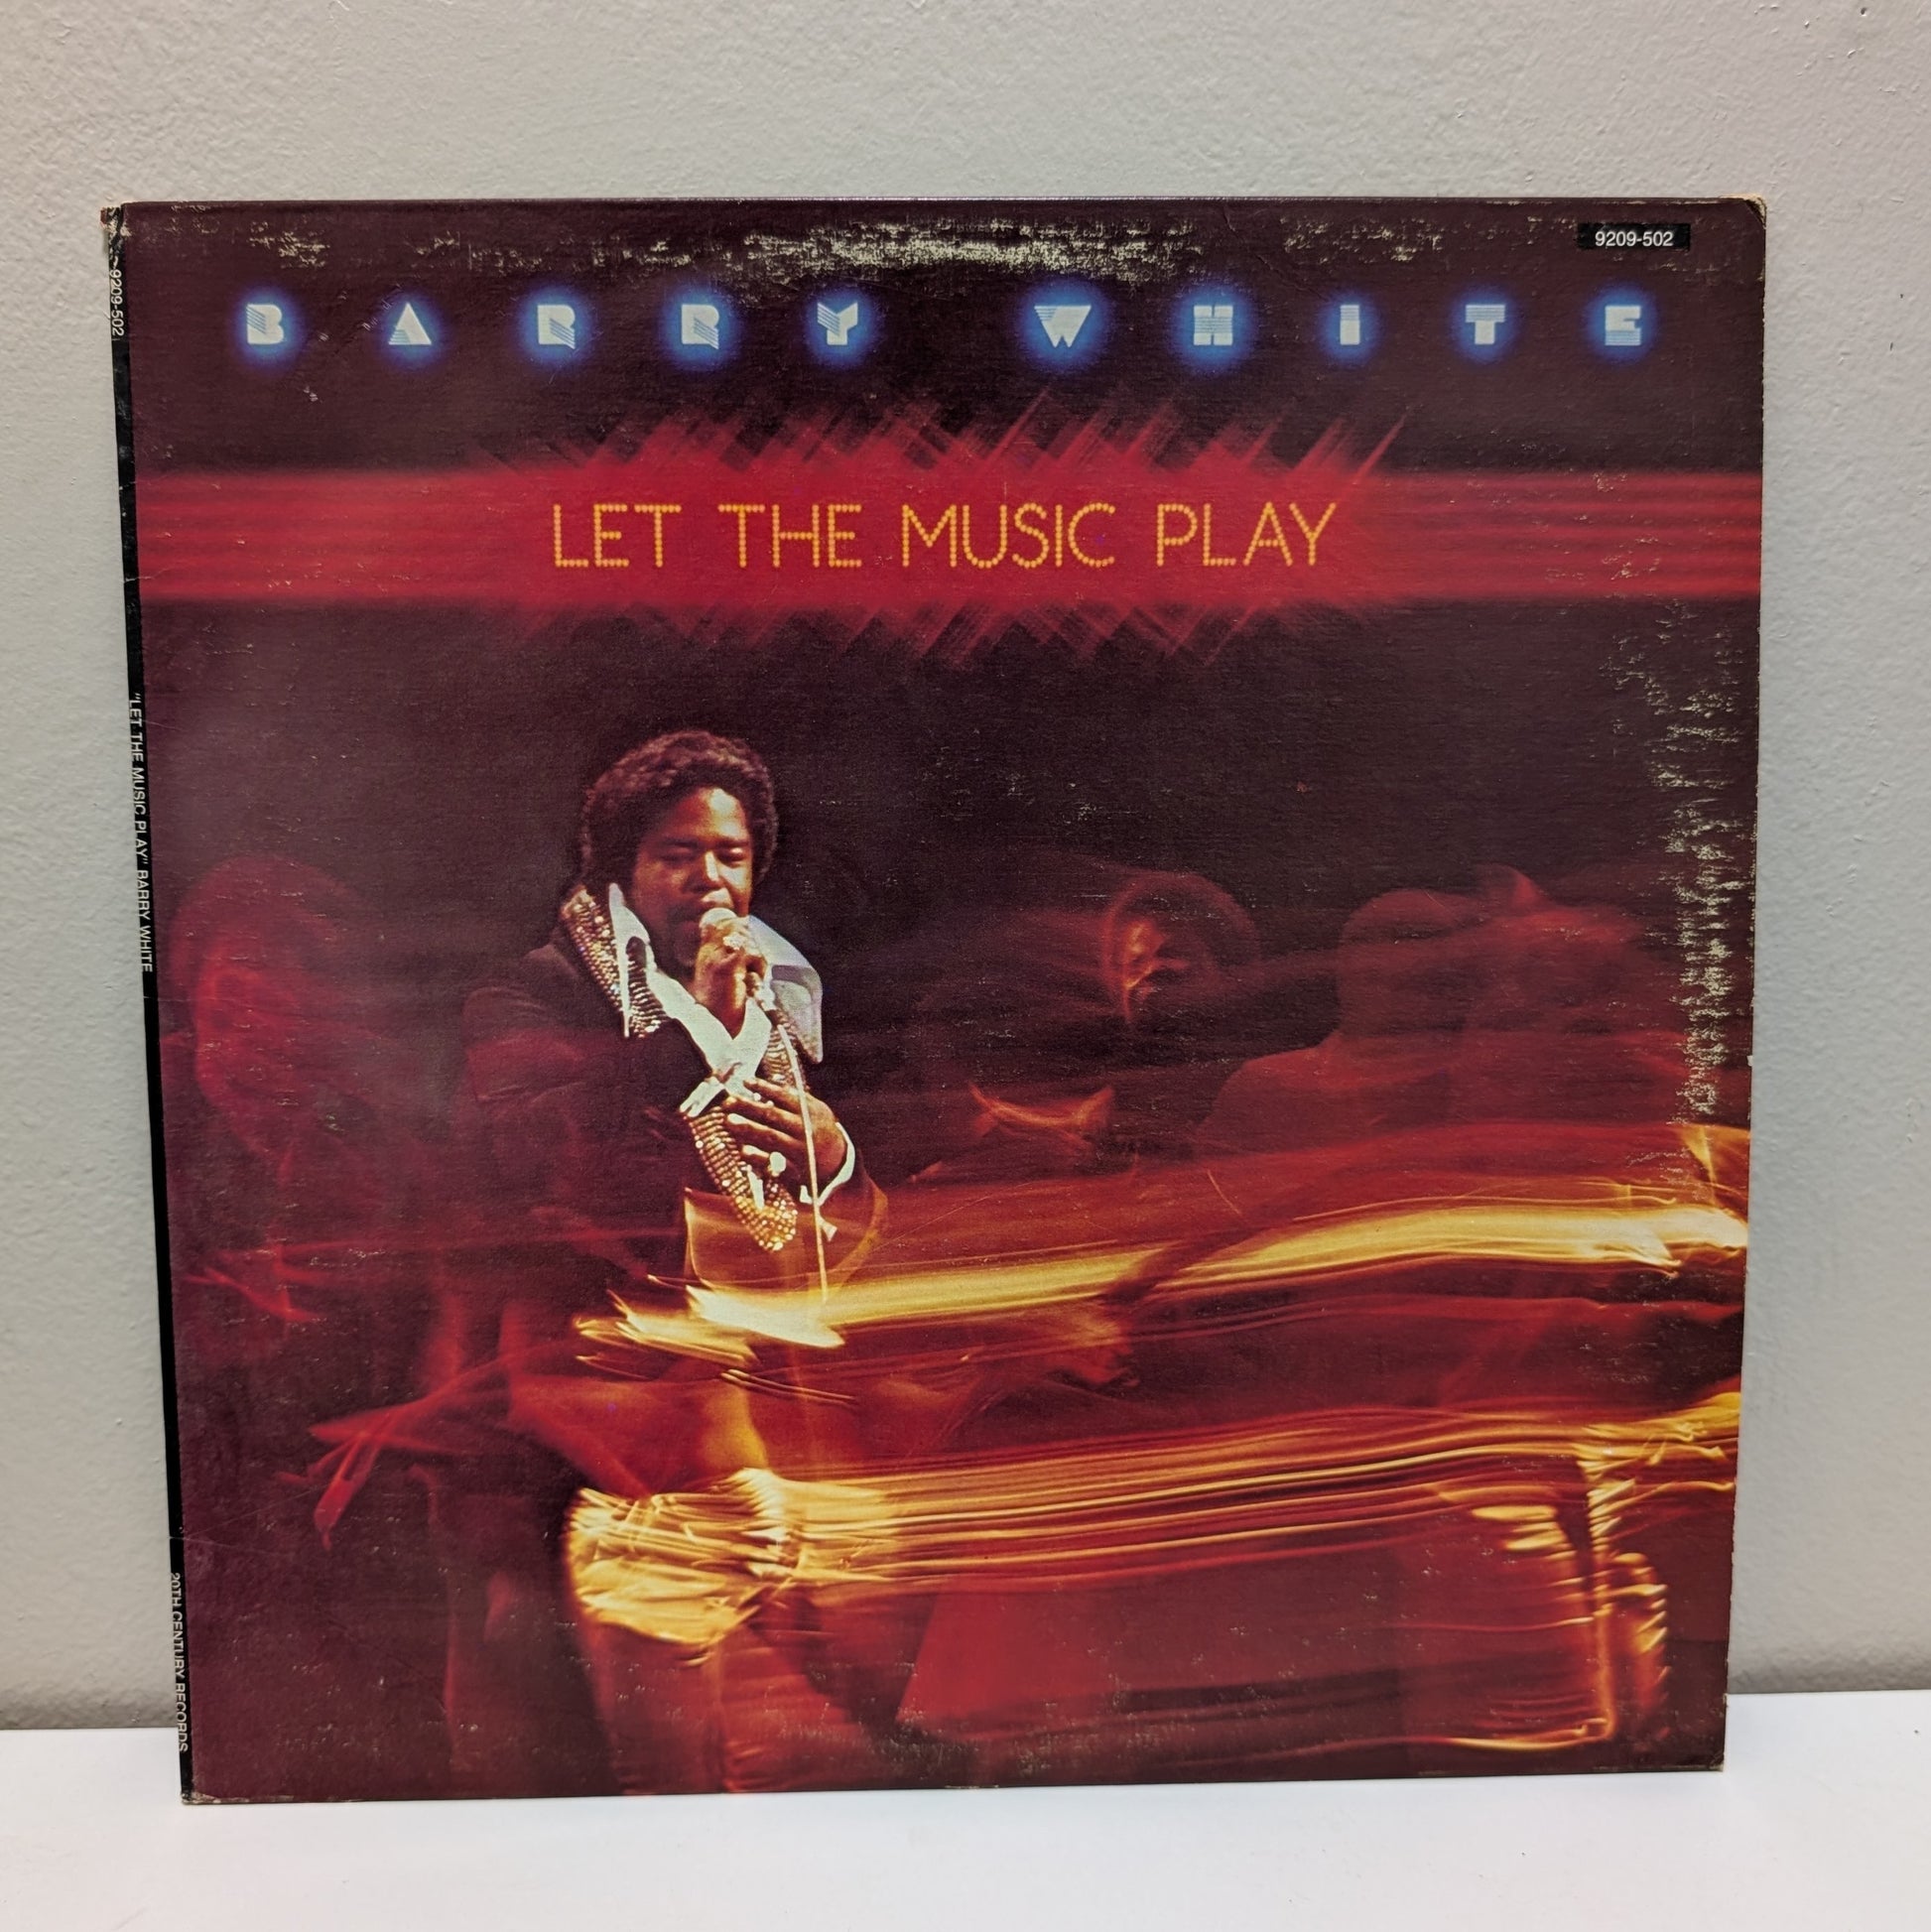 9209-502
BARRY WHITE
LET THE MUSIC PLAY
9209-502
"LET THE MUSIC PLAY" BARRY WHITE
20TH CENTURY RECORDS